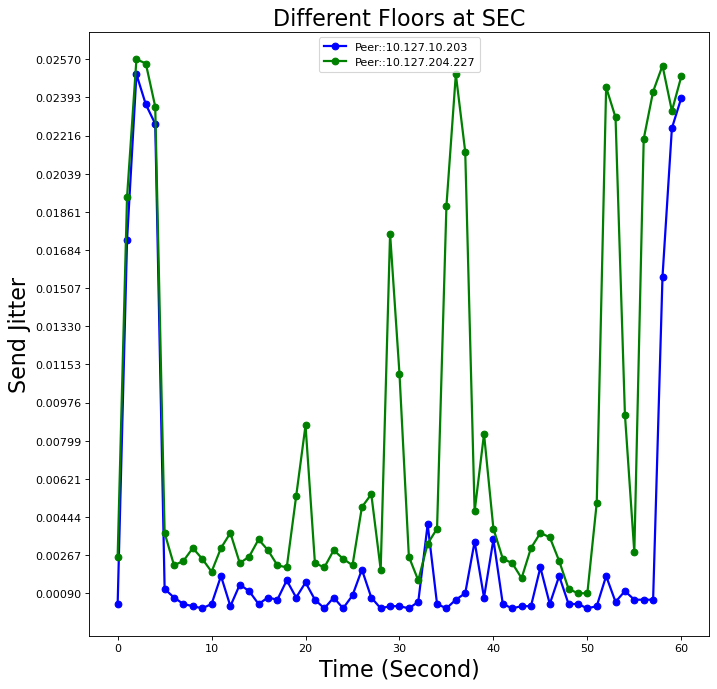 Different Floors at SEC
Peer::10.127.10.203
Peer::10.127.204.227
0.02570
0.02393
0.02216
0.02039
0.01861
0.01684
0.01507
0.01330
0.01153
0.00976
0.00799
0.00621
0.00444
0.00267
0.00090
Send Jitter
0 10 20 30 40 50 60
Time (Second)